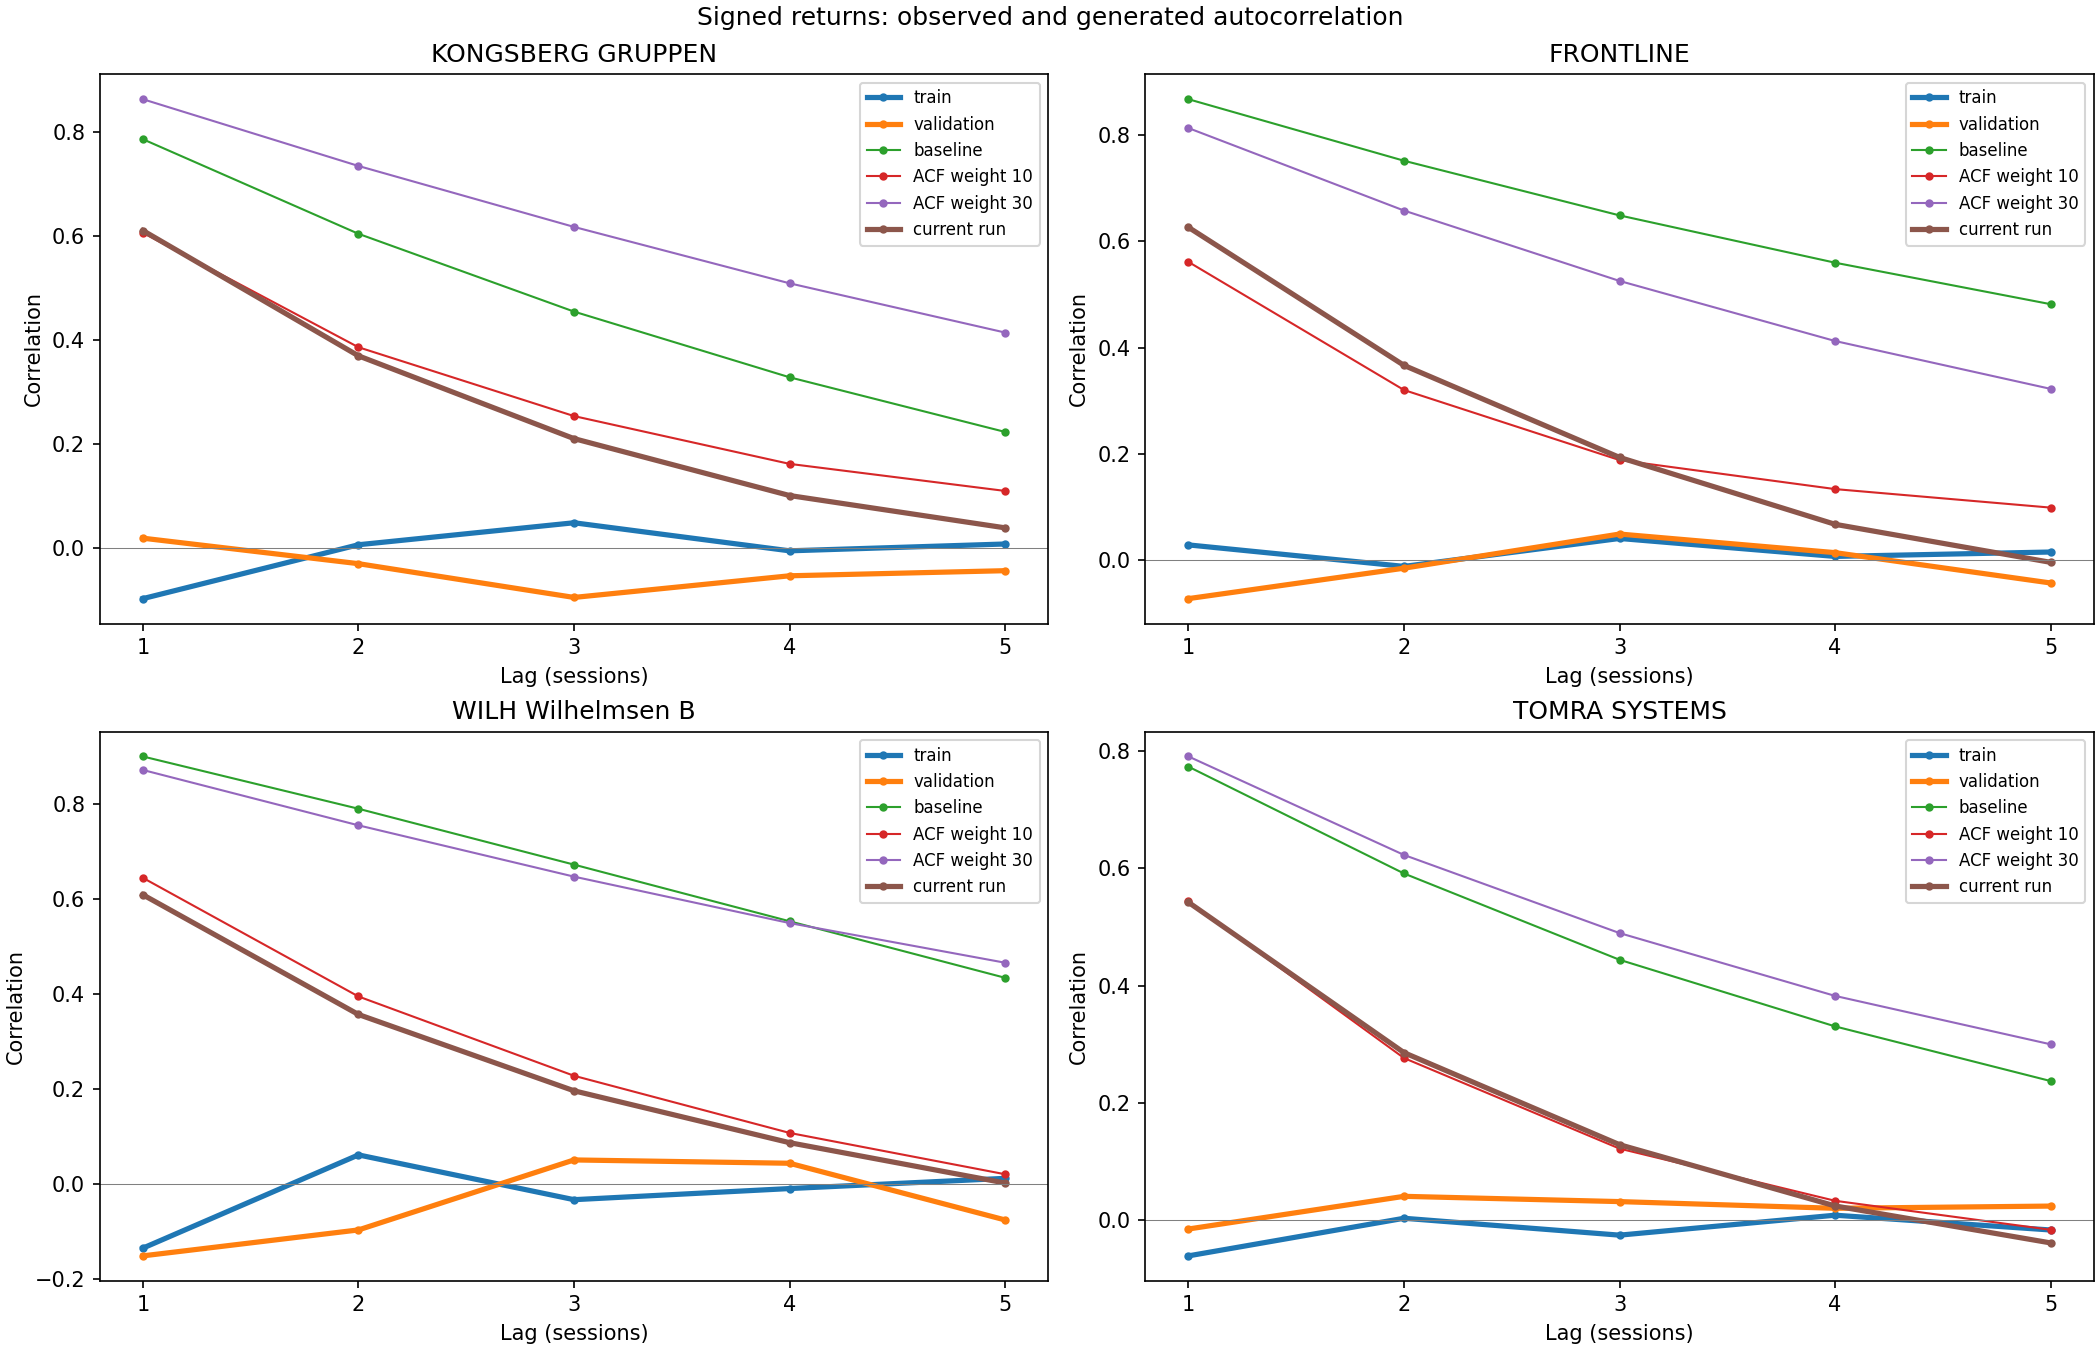 Signed returns: observed and generated autocorrelation
KONGSBERG GRUPPEN
Correlation
0.8
0.6
0.4
0.2
0.0
1
2
3
4
5
Lag (sessions)
train
validation
baseline
ACF weight 10
ACF weight 30
current run
FRONTLINE
Correlation
0.8
0.6
0.4
0.2
0.0
1
2
3
4
5
Lag (sessions)
train
validation
baseline
ACF weight 10
ACF weight 30
current run
WILH Wilhelmsen B
Correlation
0.8
0.6
0.4
0.2
0.0
−0.2
1
2
3
4
5
Lag (sessions)
train
validation
baseline
ACF weight 10
ACF weight 30
current run
TOMRA SYSTEMS
Correlation
0.8
0.6
0.4
0.2
0.0
1
2
3
4
5
Lag (sessions)
train
validation
baseline
ACF weight 10
ACF weight 30
current run